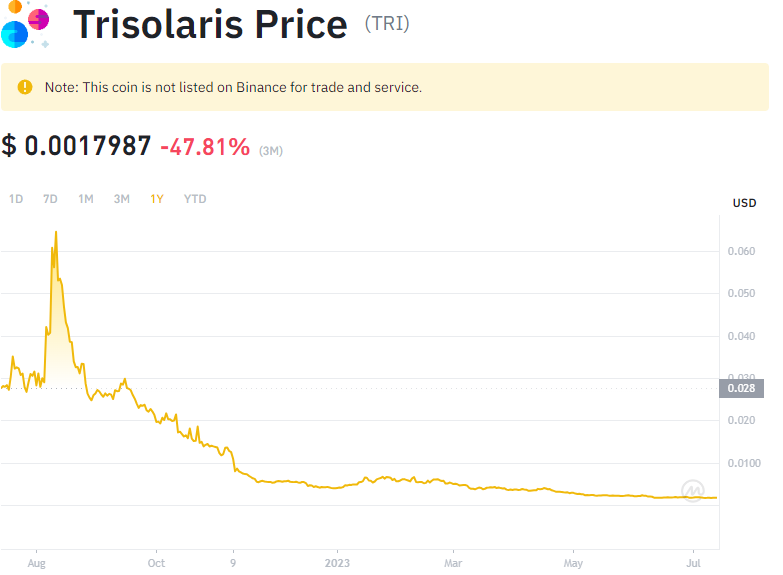 Trisolaris Price (TRI)
Note: This coin is not listed on Binance for trade and service.
$ 0.0017987 -47.81% (3M)
1D 7D 1M 3M 1Y YTD
USD
0.060
0.050
0.040
0.030
0.028
0.020
0.0100
Aug Oct 9 2023 Mar May Jul